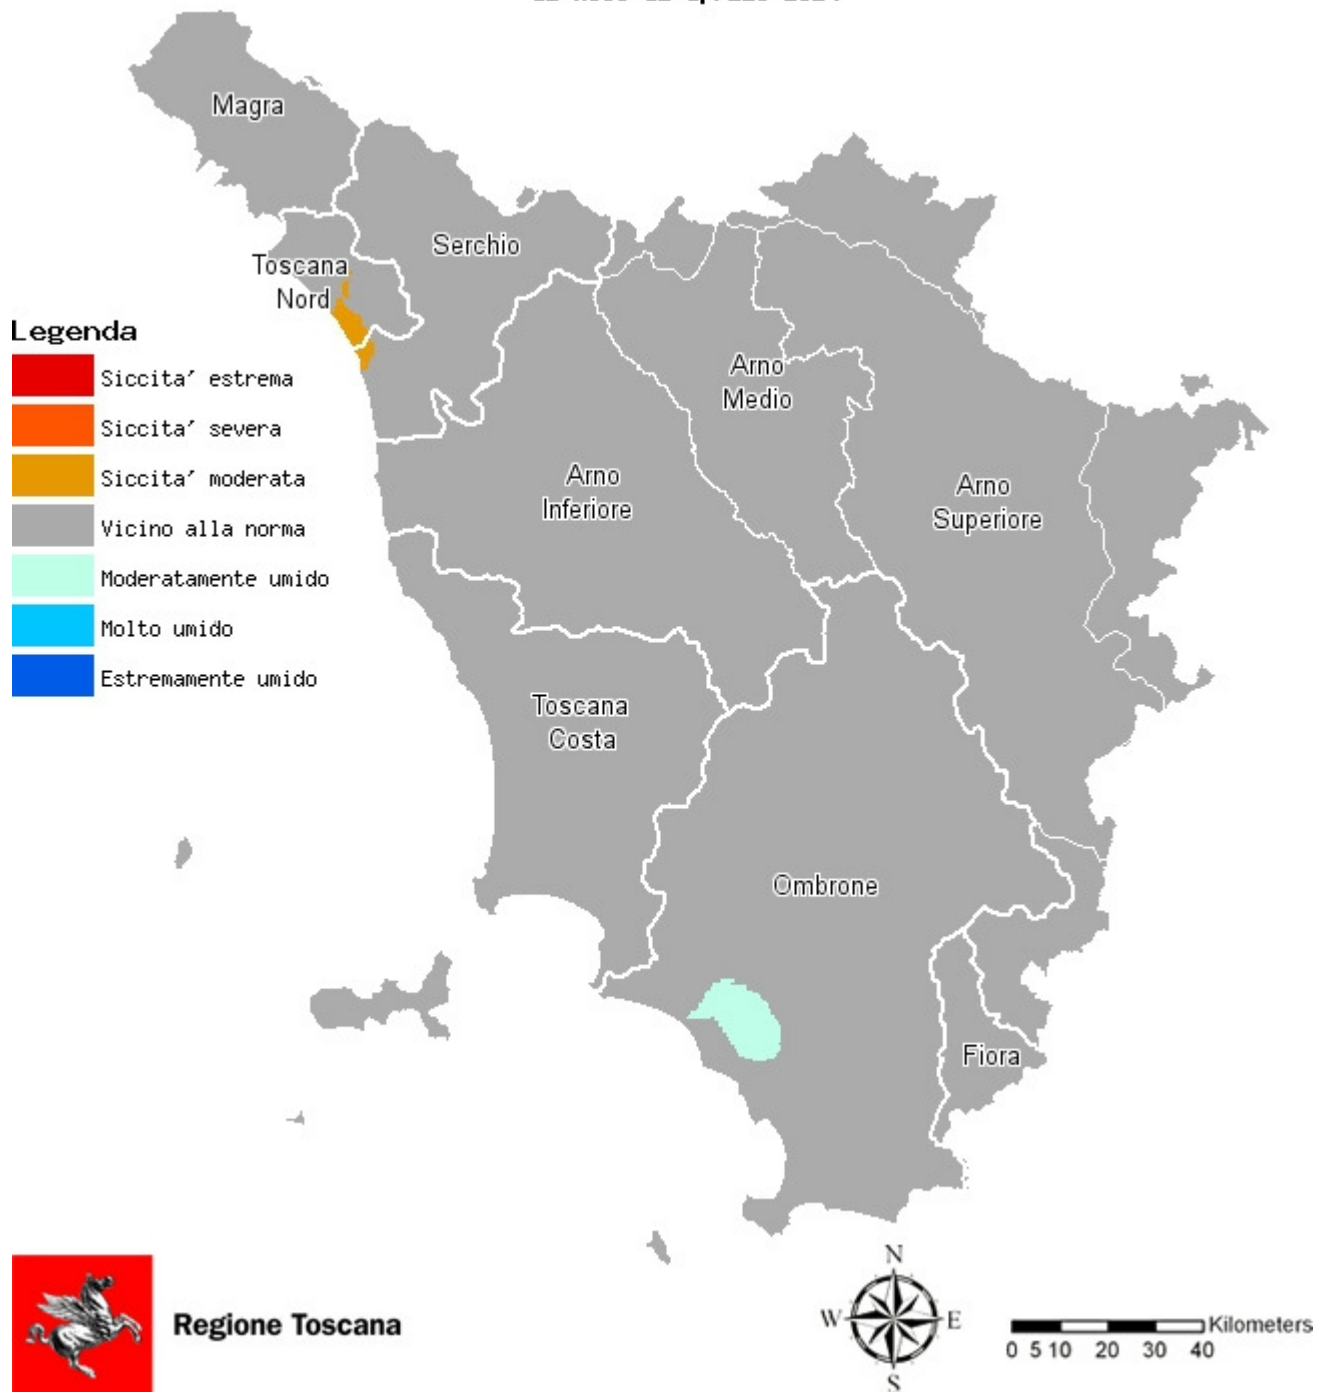 Magra
Serchio
Toscana
Nord
Legenda
Siccita' estrema
Siccita' severa
Siccita' moderata
Vicino alla norma
Moderatamente umido
Molto umido
Estremamente umido
Arno
Medio
Arno
Inferiore
Arno
Superiore
Toscana
Costa
Ombrone
Fiora
Regione Toscana
N
W E
S
Kilometers
0 5 10 20 30 40